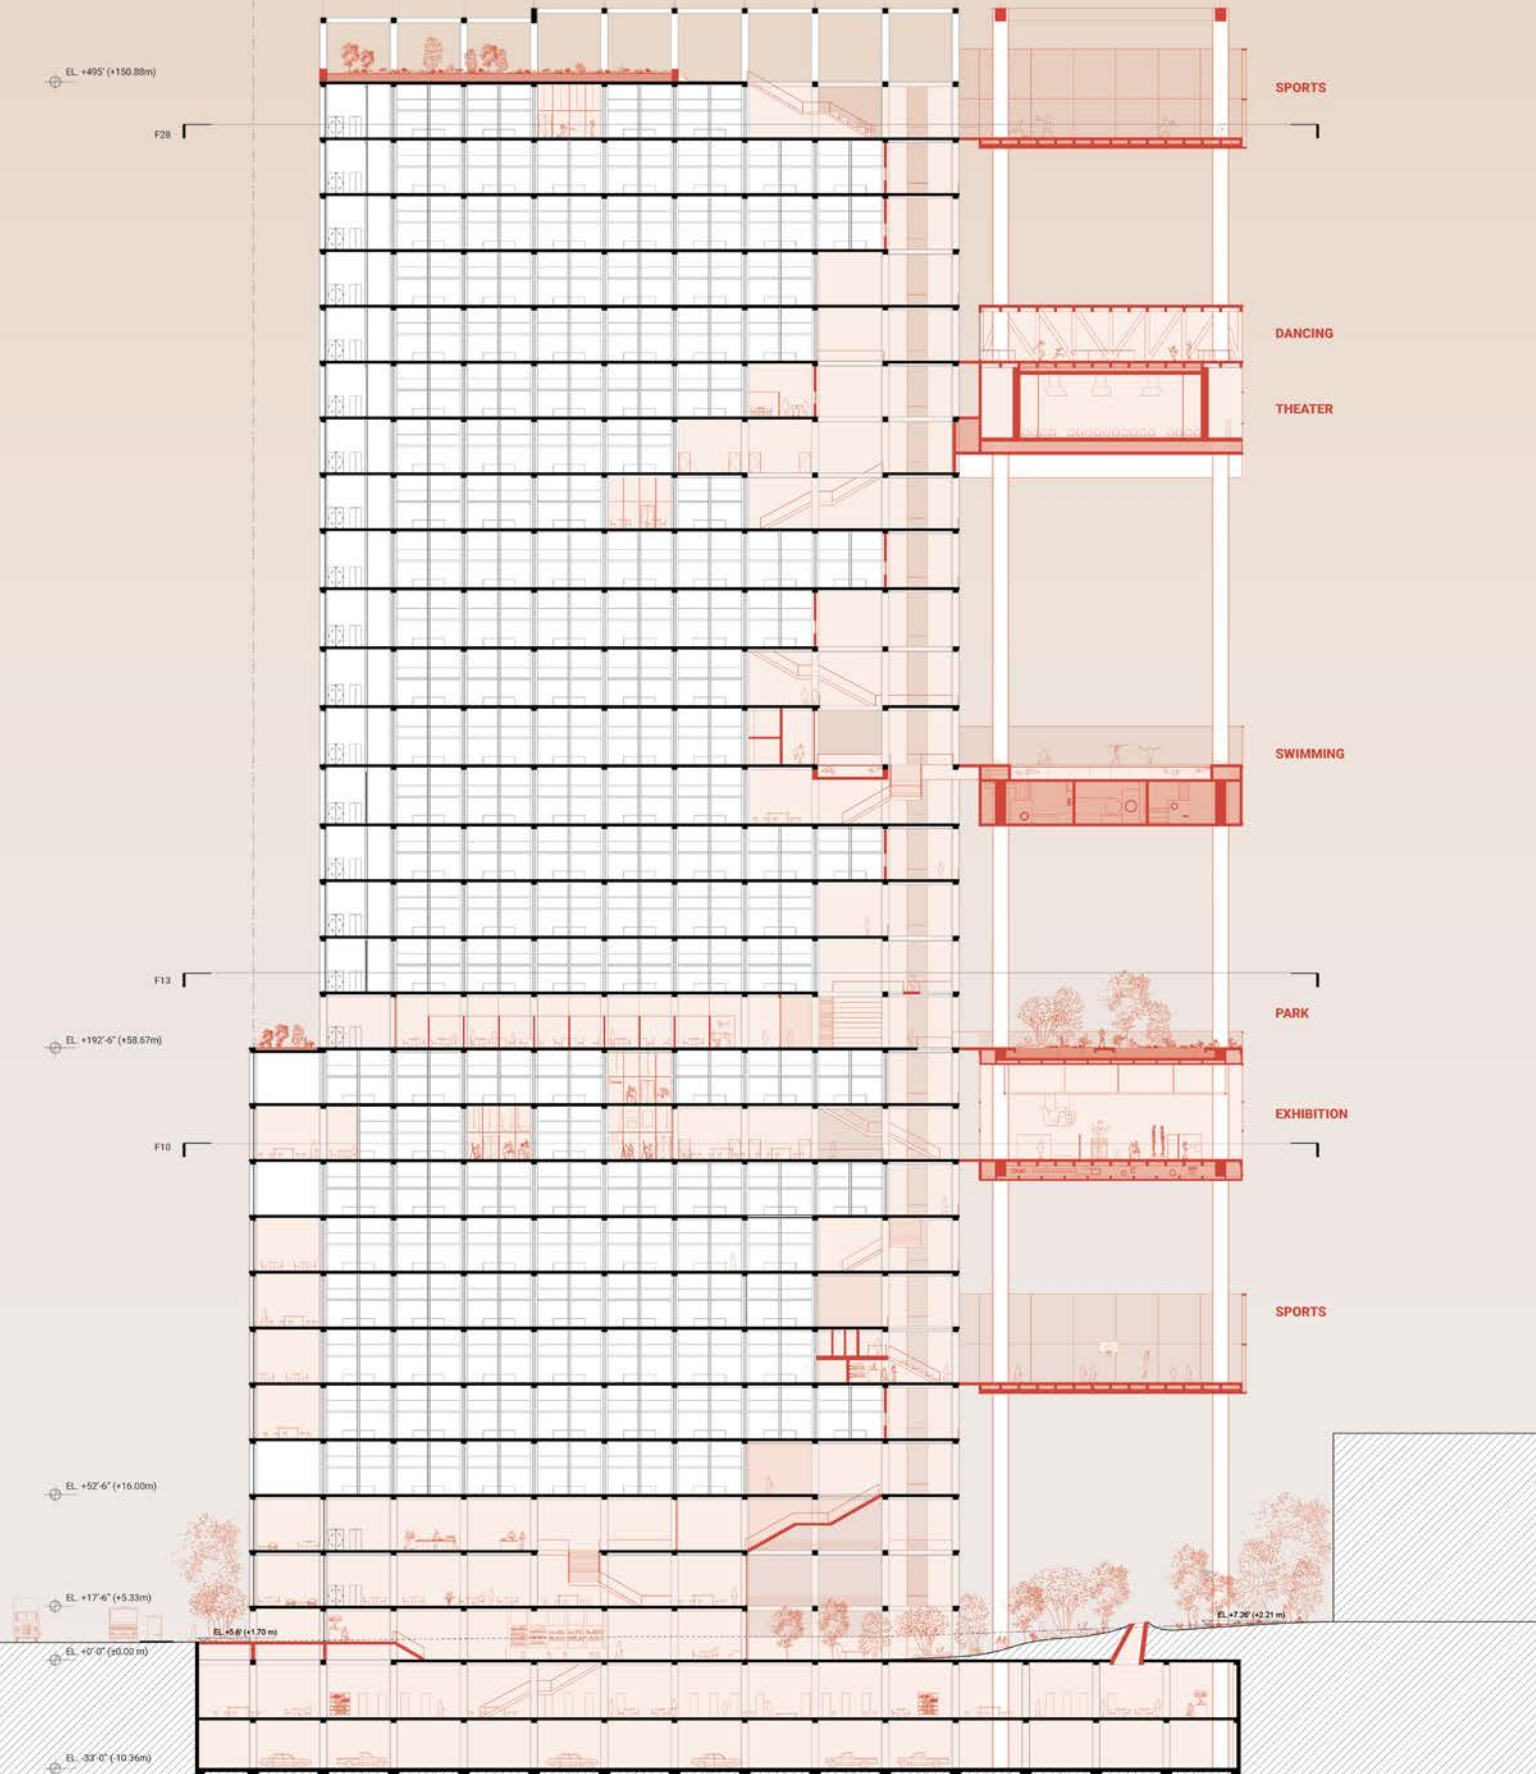 EL. +495' (+150.88m)
SPORTS
F28
DANCING
THEATER
SWIMMING
F13
PARK
EL. +192'-6" (+58.67m)
EXHIBITION
F10
SPORTS
EL. +52'-6" (+16.00m)
EL. +17'-6" (+5.33m)
EL. +7.26' (+2.21 m)
EL. +5.6' (+1.70 m)
EL. +0'-0" (±0.00 m)
EL. -33'-0" (-10.36m)